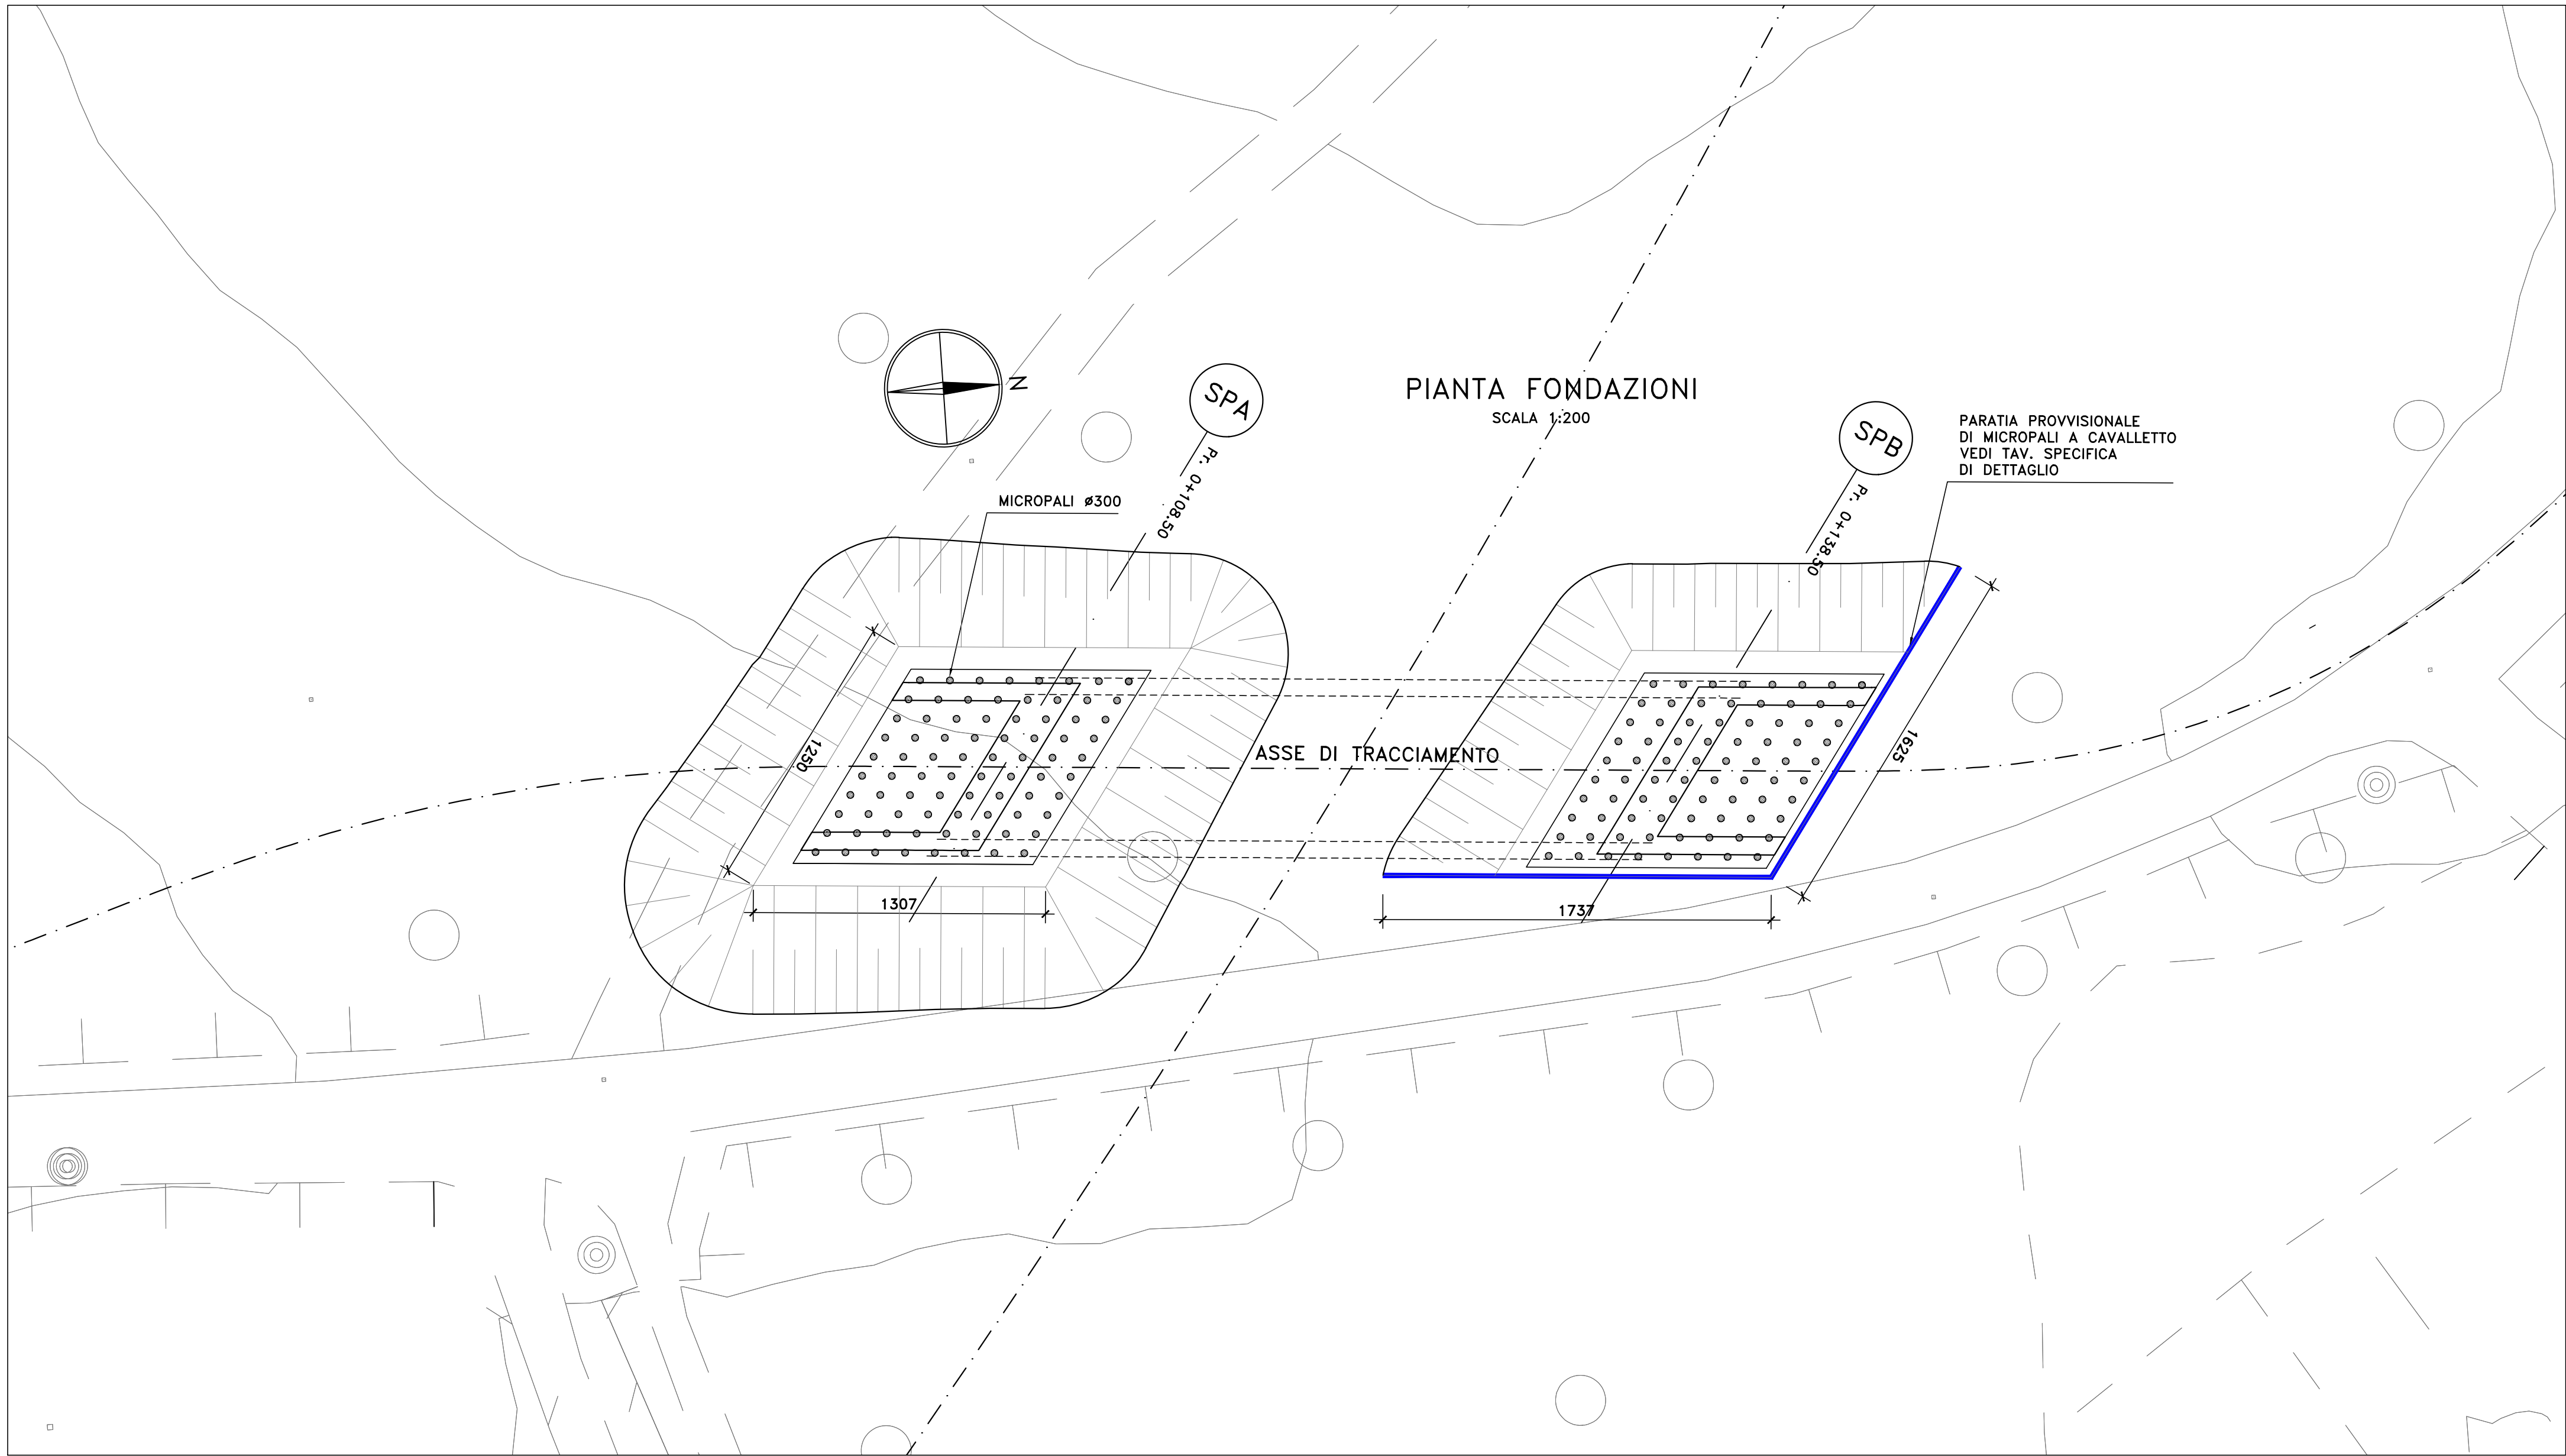 PIANTA FONDAZIONI
SCALA 1:200
N
SPA
Pr. 0+108.50
SPB
Pr. 0+138.50
PARATIA PROVVISIONALE
DI MICROPALI A CAVALLETTO
VEDI TAV. SPECIFICA
DI DETTAGLIO
MICROPALI ø300
1250
ASSE DI TRACCIAMENTO
1625
1307
1737